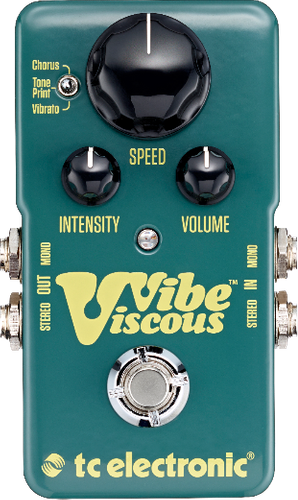 Chorus
Tone
Print
Vibrato
SPEED
INTENSITY
VOLUME
STEREO OUT MONO
STEREO IN MONO
Vibe™
Viscous
tc electronic®